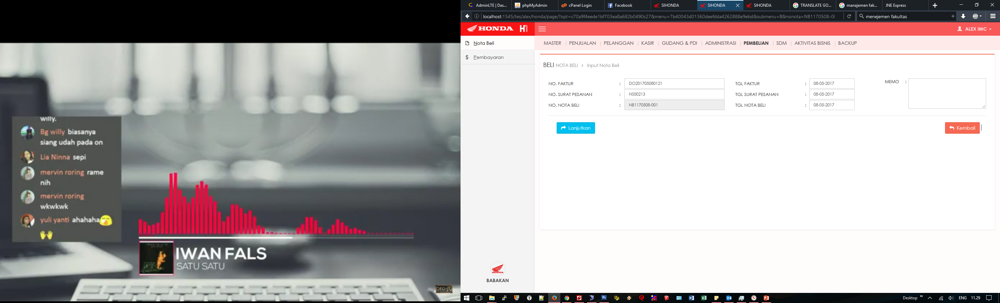 willy.
Bg willy biasanya
siang udah pada on
Lia Ninna sepi
mervin roring rame
nih
mervin roring
wkwkwk
yuli yanti ahahaha
IWAN FALS
SATU SATU
pro-M
AdminLTE | Das...
phpMyAdmin
cPanel Login
Facebook
SIHONDA
SIHONDA
SIHONDA
TRANSLATE GO...
manajemen fak...
JNE Express
localhost:1545/tes/alex/honda/page/?opt=c70a9f4eede1bf703ea8a682b0490c27&menu=7b40043d01360deefdda4262888e9ebd&submenu=B&nonota=NB1170508-00
menejemen fakultas
ABP
HONDA H1
ALEX IMC
Nota Beli
Pembayaran
MASTER | PENJUALAN | PELANGGAN | KASIR | GUDANG & PDI | ADMINISTRASI | PEMBELIAN | SDM | AKTIVITAS BISNIS | BACKUP
BELI NOTA BELI > Input Nota Beli
NO. FAKTUR : DO201705080121 TGL FAKTUR : 08-05-2017 MEMO :
NO. SURAT PESANAN : NS00213 TGL SURAT PESANAN : 08-05-2017
NO. NOTA BELI : NB1170508-001 TGL NOTA BELI : 08-05-2017
Lanjutkan
Kembali
HONDA
BABAKAN
Desktop » ENG 11.29